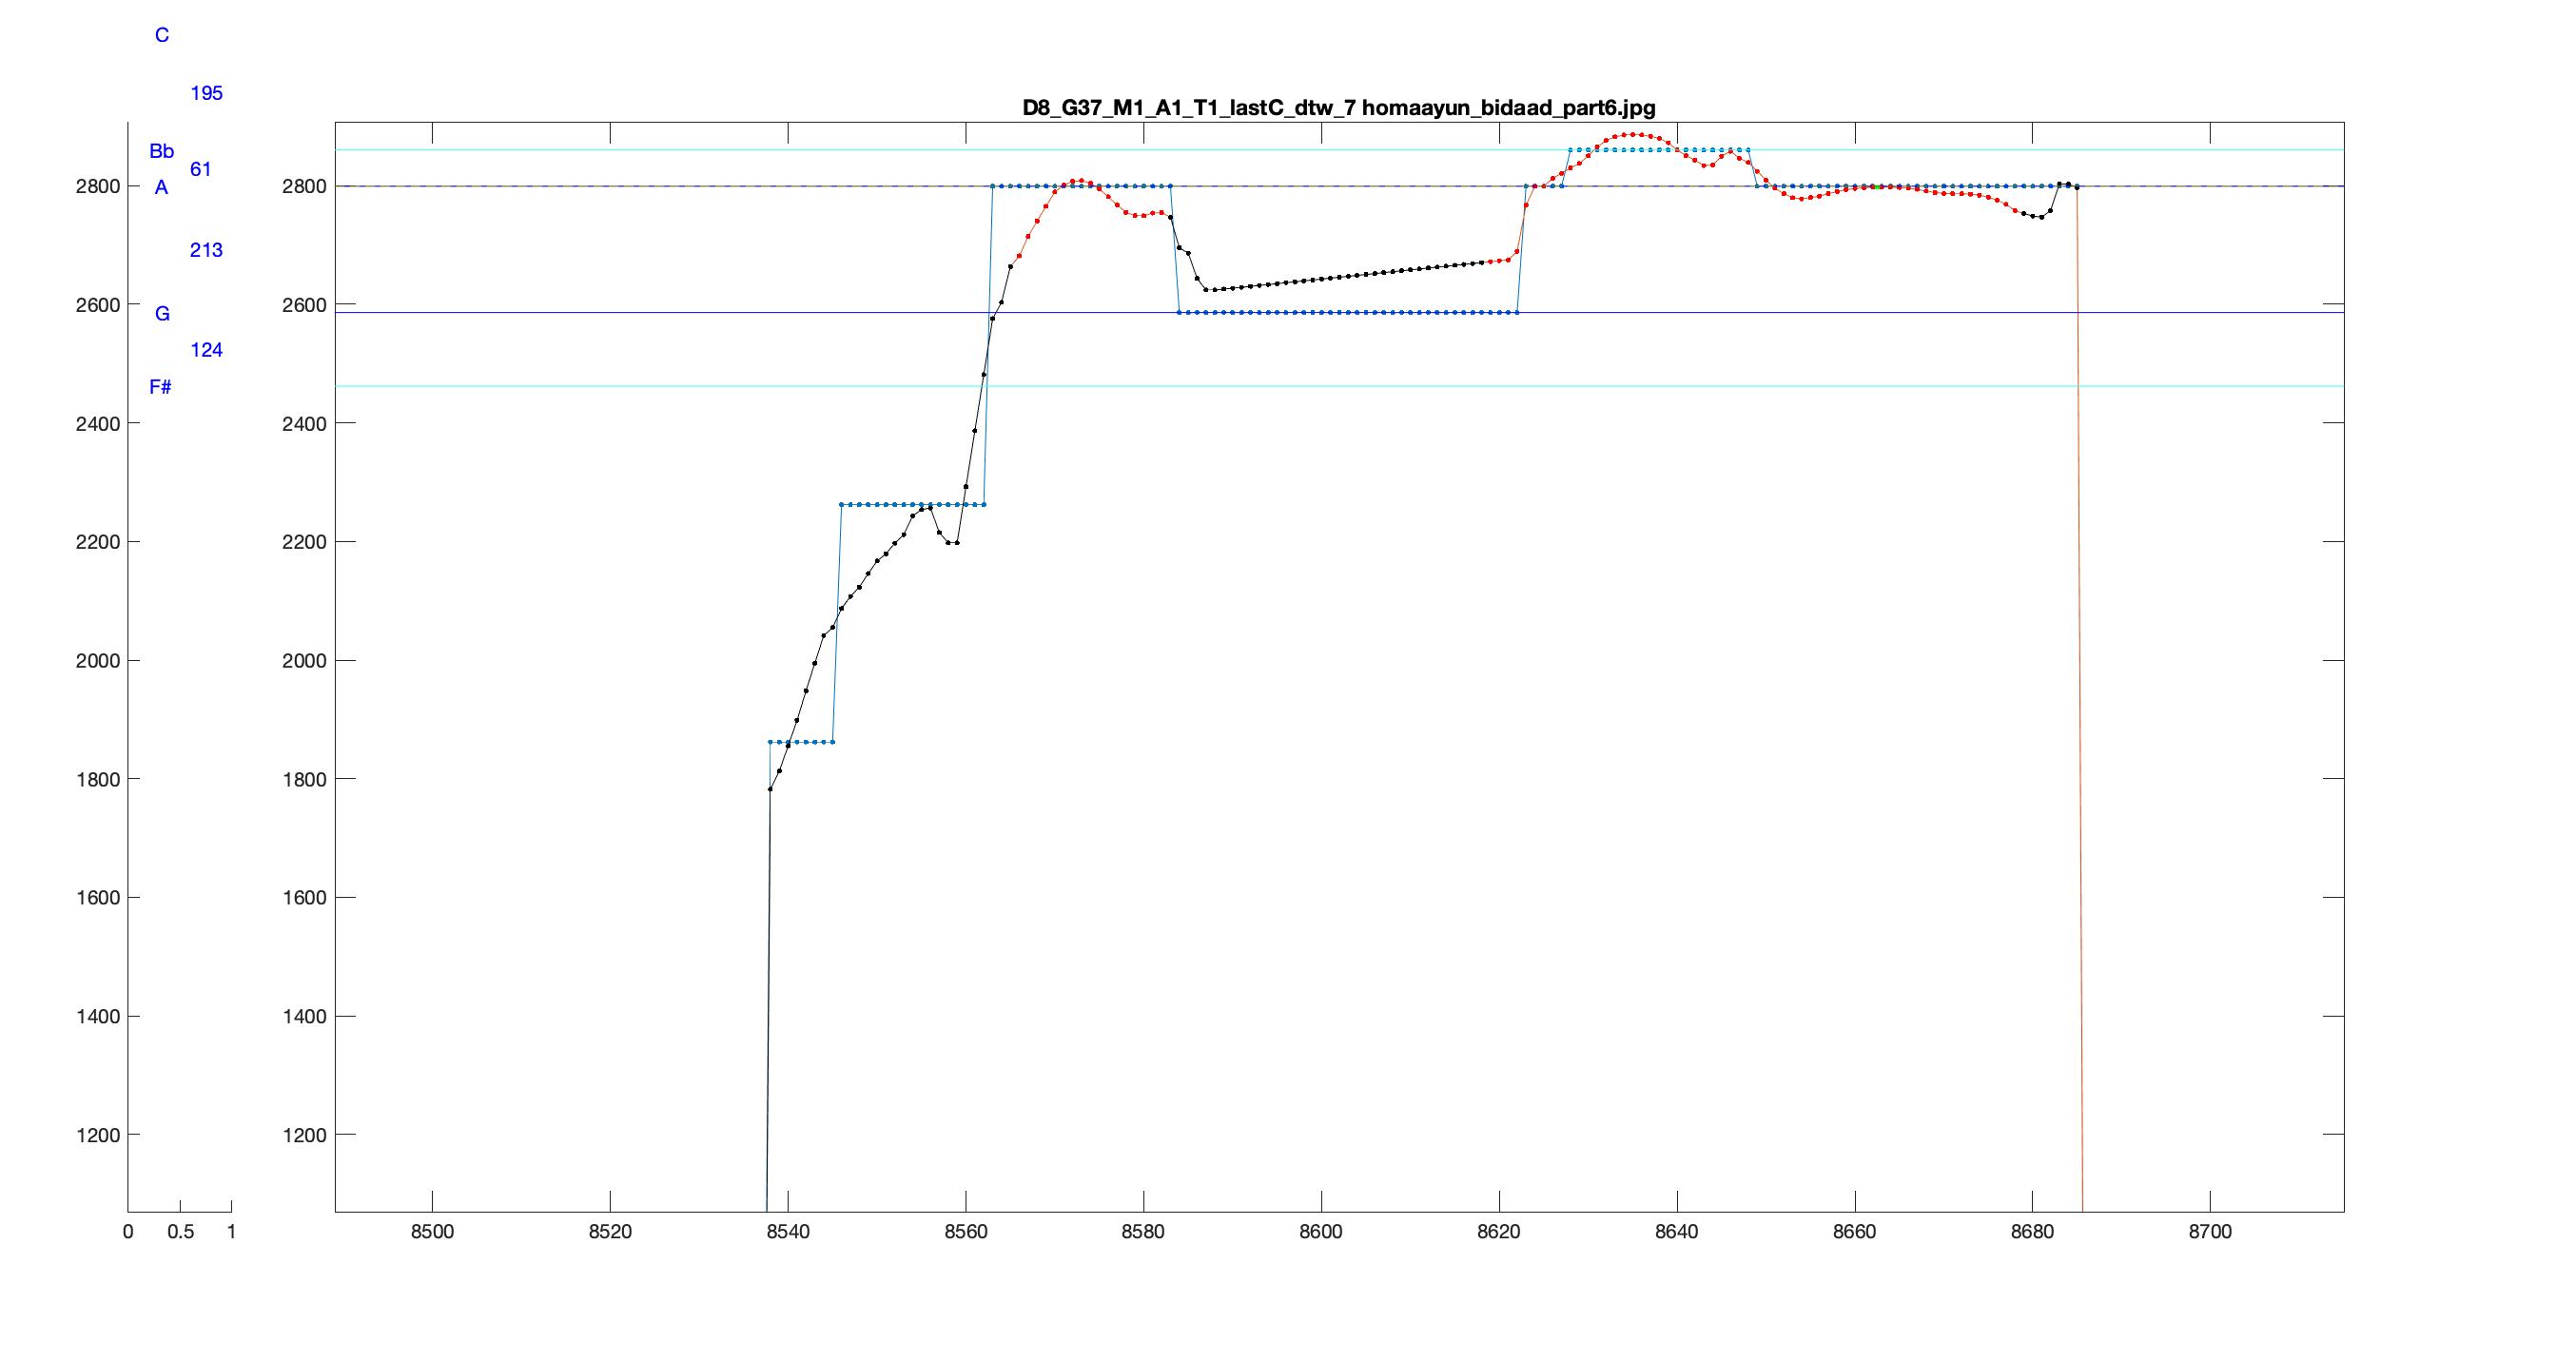 C
195
D8_G37_M1_A1_T1_lastC_dtw_7 homaayun_bidaad_part6.jpg
Bb
61
2800 A 2800
213
2600 G 2600
124
F#
2400 2400
2200 2200
2000 2000
1800 1800
1600 1600
1400 1400
1200 1200
0 0.5 1 8500 8520 8540 8560 8580 8600 8620 8640 8660 8680 8700